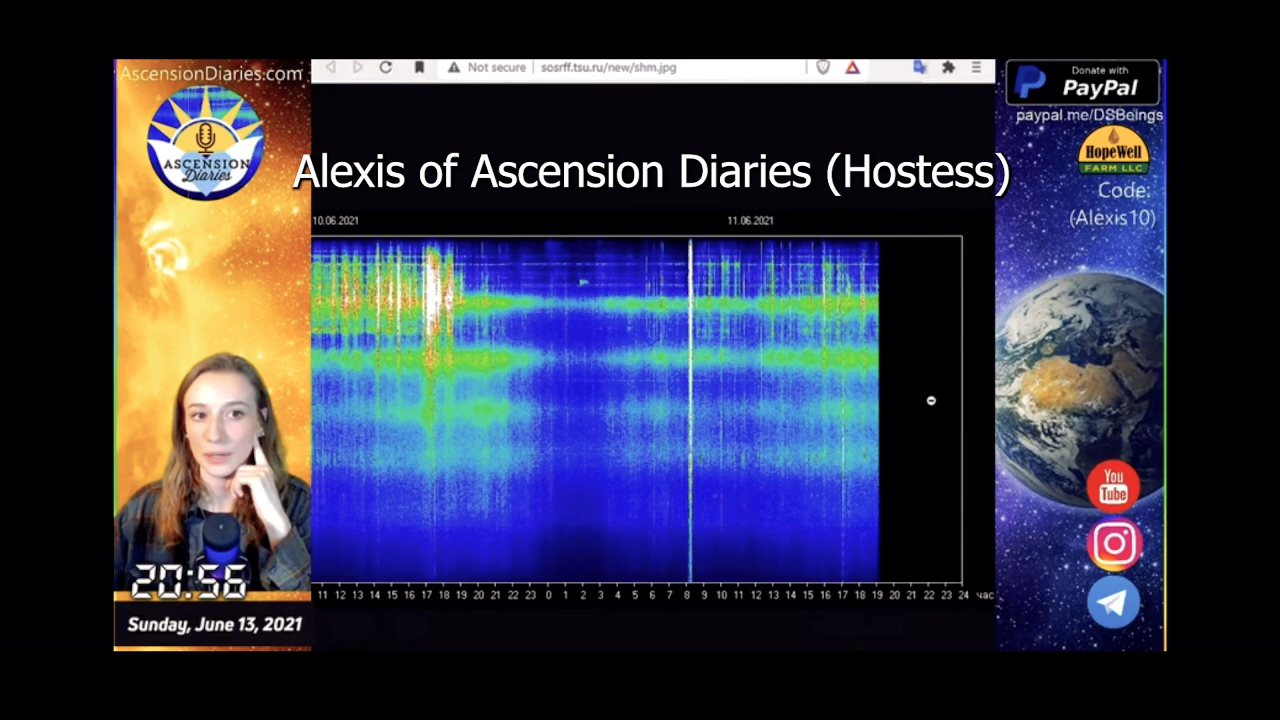 AscensionDiaries.com
ASCENSION
Diaries
Not secure sosrff.tsu.ru/new/shm.jpg
Donate with
PayPal
paypal.me/DSBeings
HopeWell
FARM LLC
Code:
(Alexis10)
Alexis of Ascension Diaries (Hostess)
10.06.2021 11.06.2021
11 12 13 14 15 16 17 18 19 20 21 22 23 0 1 2 3 4 5 6 7 8 9 10 11 12 13 14 15 16 17 18 19 20 21 22 23 24 час
You
Tube
20:56
Sunday, June 13, 2021